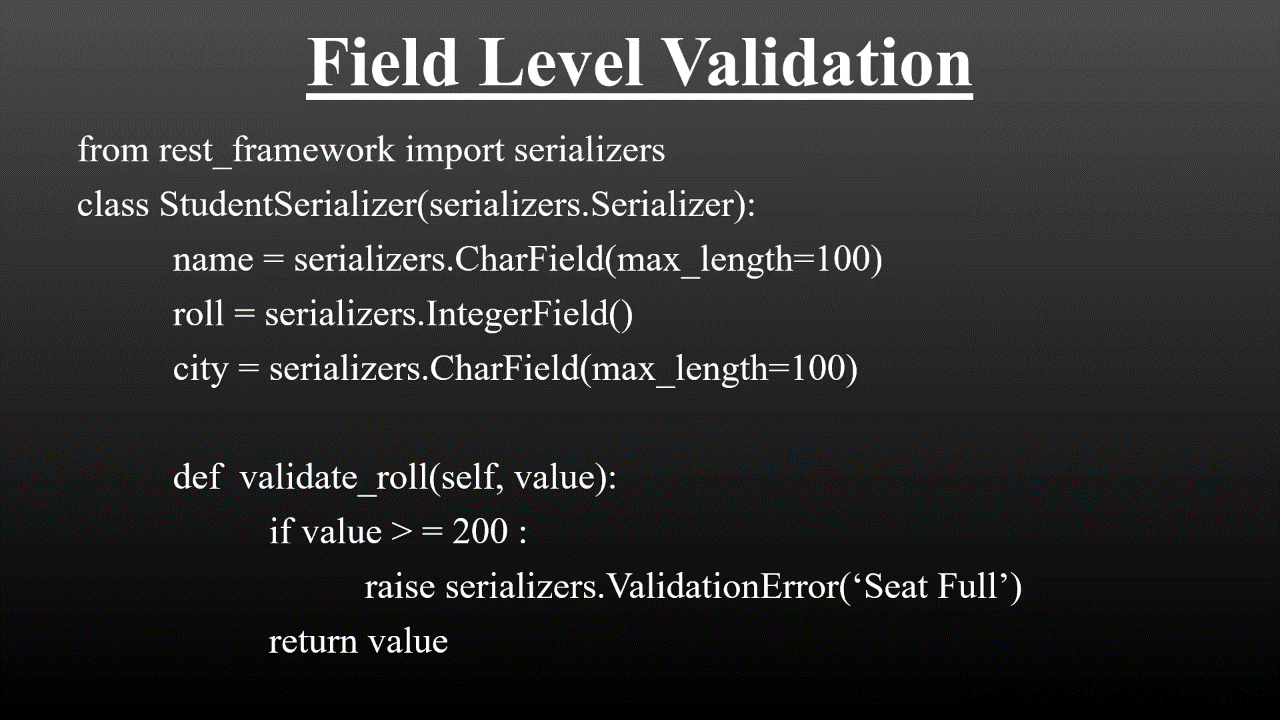 Field Level Validation
from rest_framework import serializers
class StudentSerializer(serializers.Serializer):
name = serializers.CharField(max_length=100)
roll = serializers.IntegerField()
city = serializers.CharField(max_length=100)
def  validate_roll(self, value):
if value > = 200 :
raise serializers.ValidationError(‘Seat Full’)
return value